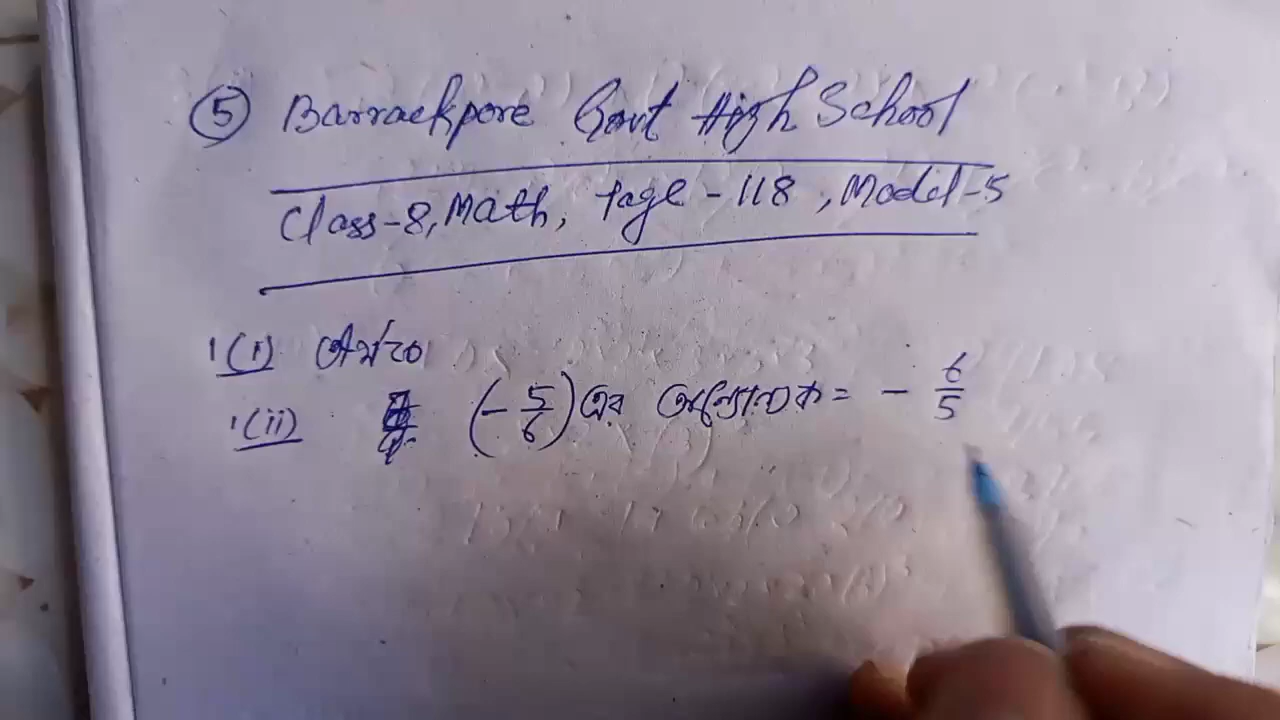 ⑤ Barrackpore Govt High School
Class-8, Math, Page-118, Model-5
1(i)
1(ii) (-5/6) এর অন্যোন্যক = - 6/5